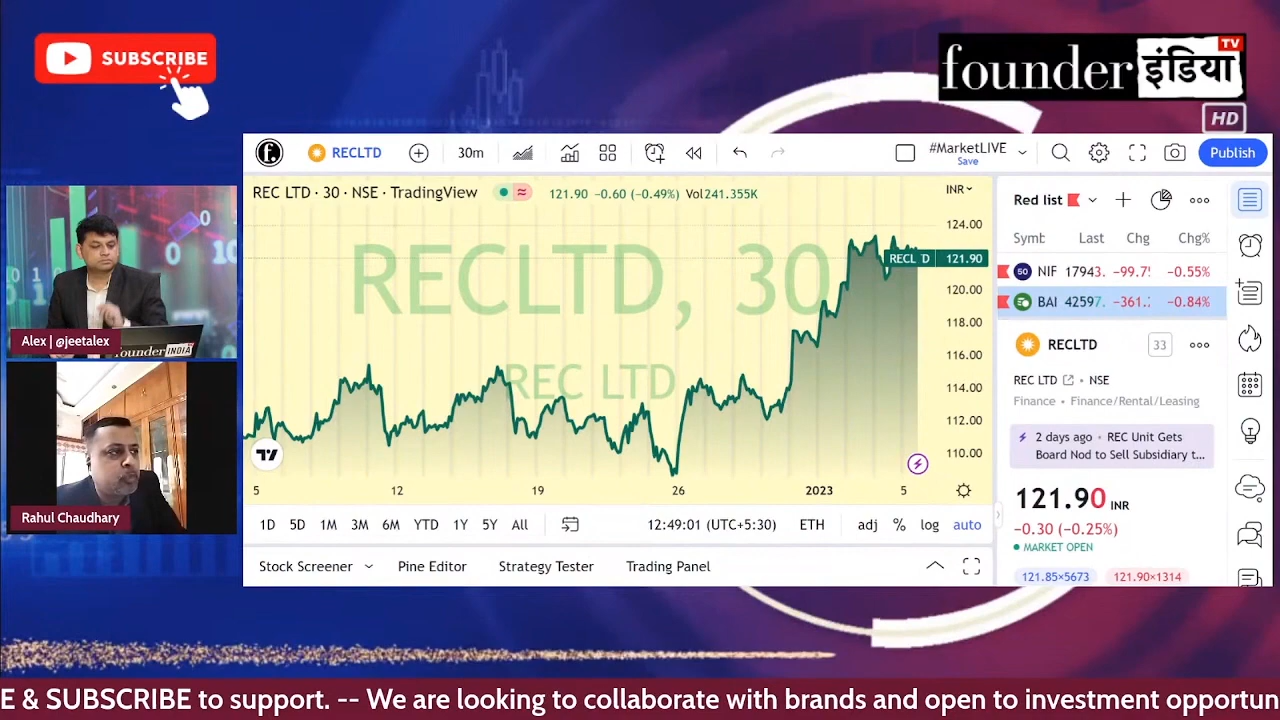 SUBSCRIBE
founder इंडिया TV
HD
f.
RECLTD
30m
#MarketLIVE
Save
Publish
REC LTD · 30 · NSE · TradingView
121.90 −0.60 (−0.49%) Vol241.355K
INR
RECLTD, 30
REC LTD
124.00
RECL D 121.90
120.00
118.00
116.00
114.00
112.00
110.00
5 12 19 26 2023 5
1D 5D 1M 3M 6M YTD 1Y 5Y All
12:49:01 (UTC+5:30) ETH adj % log auto
Stock Screener Pine Editor Strategy Tester Trading Panel
Red list
Symb Last Chg Chg%
50 NIF 17943. −99.7 −0.55%
BAI 42597. −361. −0.84%
RECLTD 33
REC LTD • NSE
Finance • Finance/Rental/Leasing
2 days ago • REC Unit Gets
Board Nod to Sell Subsidiary t...
121.90 INR
−0.30 (−0.25%)
MARKET OPEN
121.85×5673 121.90×1314
Alex | @jeetalex
founder INDIA
Rahul Chaudhary
E & SUBSCRIBE to support. -- We are looking to collaborate with brands and open to investment opportun